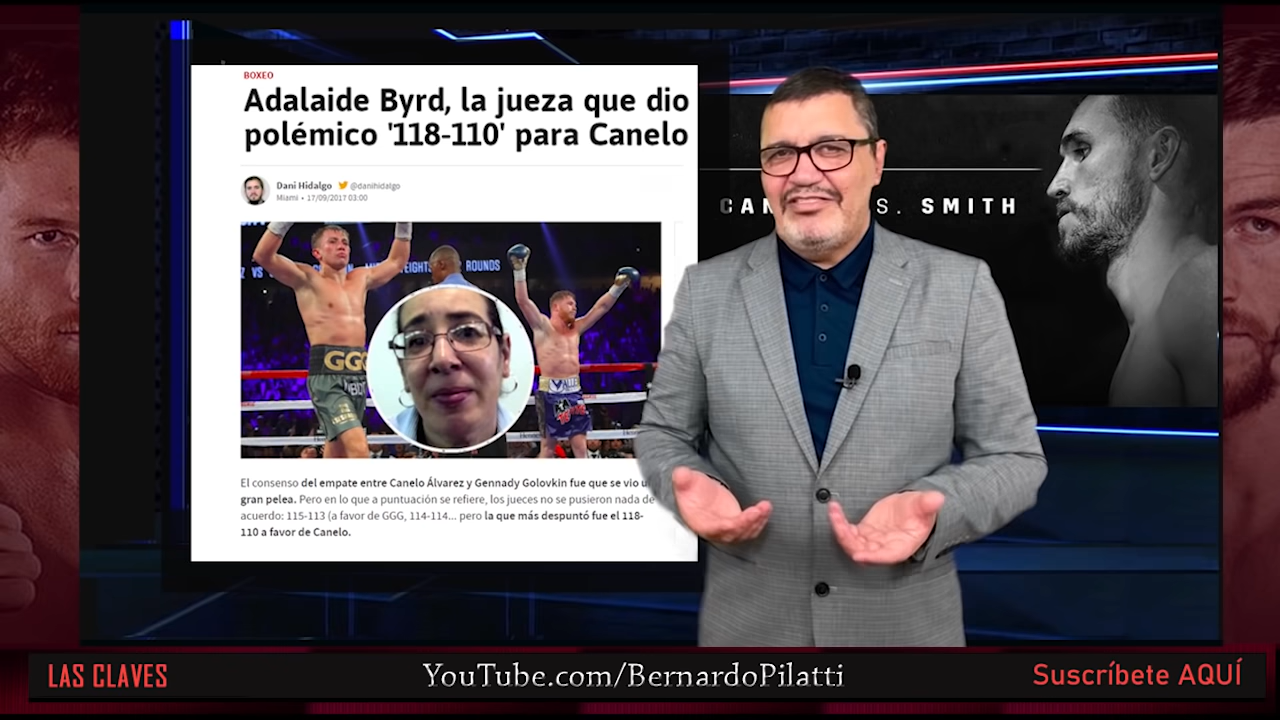 BOXEO
Adalaide Byrd, la jueza que dio
polémico '118-110' para Canelo
Dani Hidalgo @danihidalgo
Miami • 17/09/2017 03:00
VS
WEIGHTS
ROUNDS
GGG
S. SMITH
El consenso del empate entre Canelo Álvarez y Gennady Golovkin fue que se vio
gran pelea. Pero en lo que a puntuación se refiere, los jueces no se pusieron nada de
acuerdo: 115-113 (a favor de GGG, 114-114... pero la que más despuntó fue el 118-
110 a favor de Canelo.
LAS CLAVES
YouTube.com/BernardoPilatti
Suscríbete AQUÍ